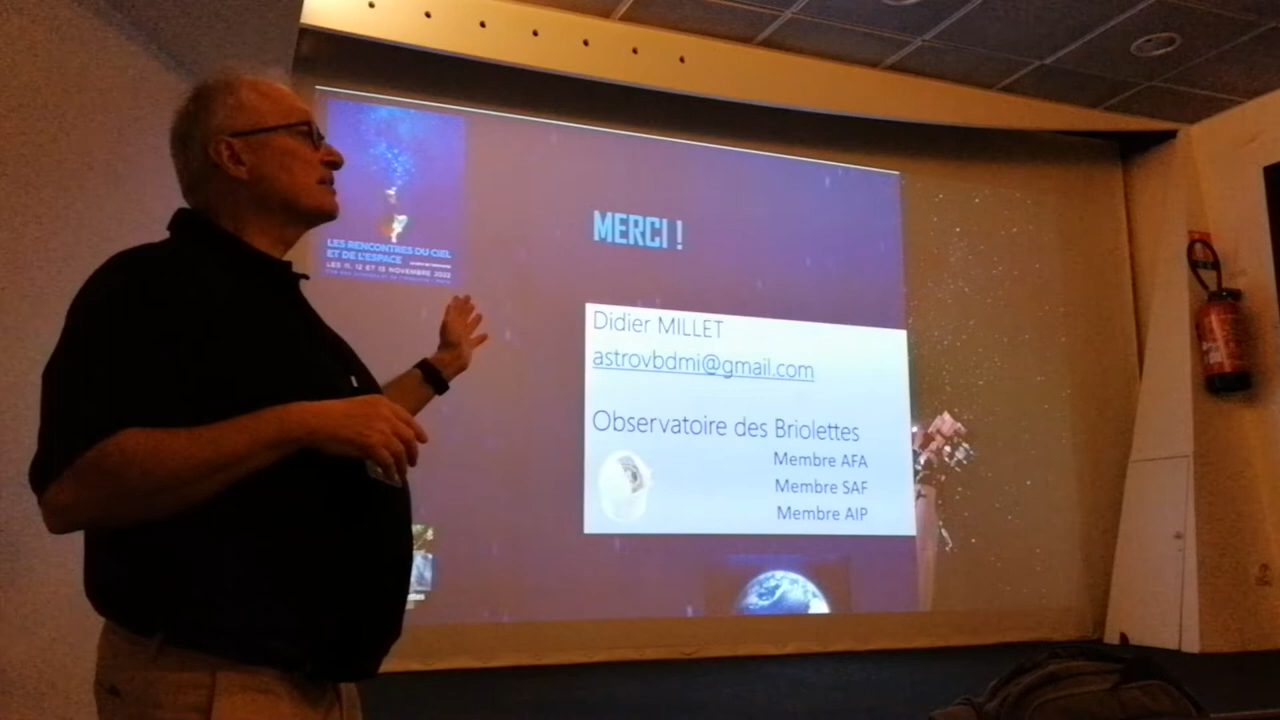 LES RENCONTRES DU CIEL
ET DE L'ESPACE
LES 11, 12 ET 13 NOVEMBRE 2022
MERCI !
Didier MILLET
astrovbdmi@gmail.com
Observatoire des Briolettes
Membre AFA
Membre SAF
Membre AIP